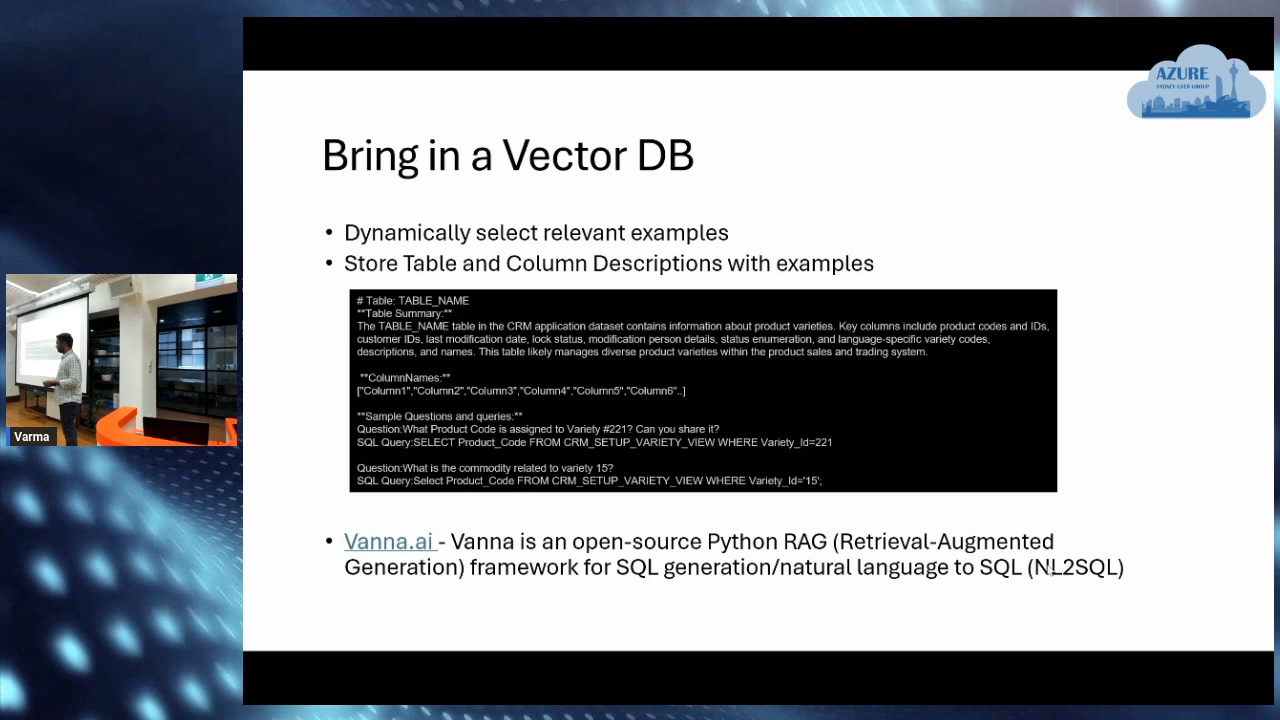 AZURE
SYDNEY USER GROUP
Bring in a Vector DB
• Dynamically select relevant examples
• Store Table and Column Descriptions with examples
# Table: TABLE_NAME
**Table Summary:**
The TABLE_NAME table in the CRM application dataset contains information about product varieties. Key columns include product codes and IDs,
customer IDs, last modification date, lock status, modification person details, status enumeration, and language-specific variety codes,
descriptions, and names. This table likely manages diverse product varieties within the product sales and trading system.
**ColumnNames:**
["Column1","Column2","Column3","Column4","Column5","Column6"..]
**Sample Questions and queries:**
Question:What Product Code is assigned to Variety #221? Can you share it?
SQL Query:SELECT Product_Code FROM CRM_SETUP_VARIETY_VIEW WHERE Variety_Id=221
Question:What is the commodity related to variety 15?
SQL Query:Select Product_Code FROM CRM_SETUP_VARIETY_VIEW WHERE Variety_Id='15';
• Vanna.ai - Vanna is an open-source Python RAG (Retrieval-Augmented
Generation) framework for SQL generation/natural language to SQL (NL2SQL)
Varma